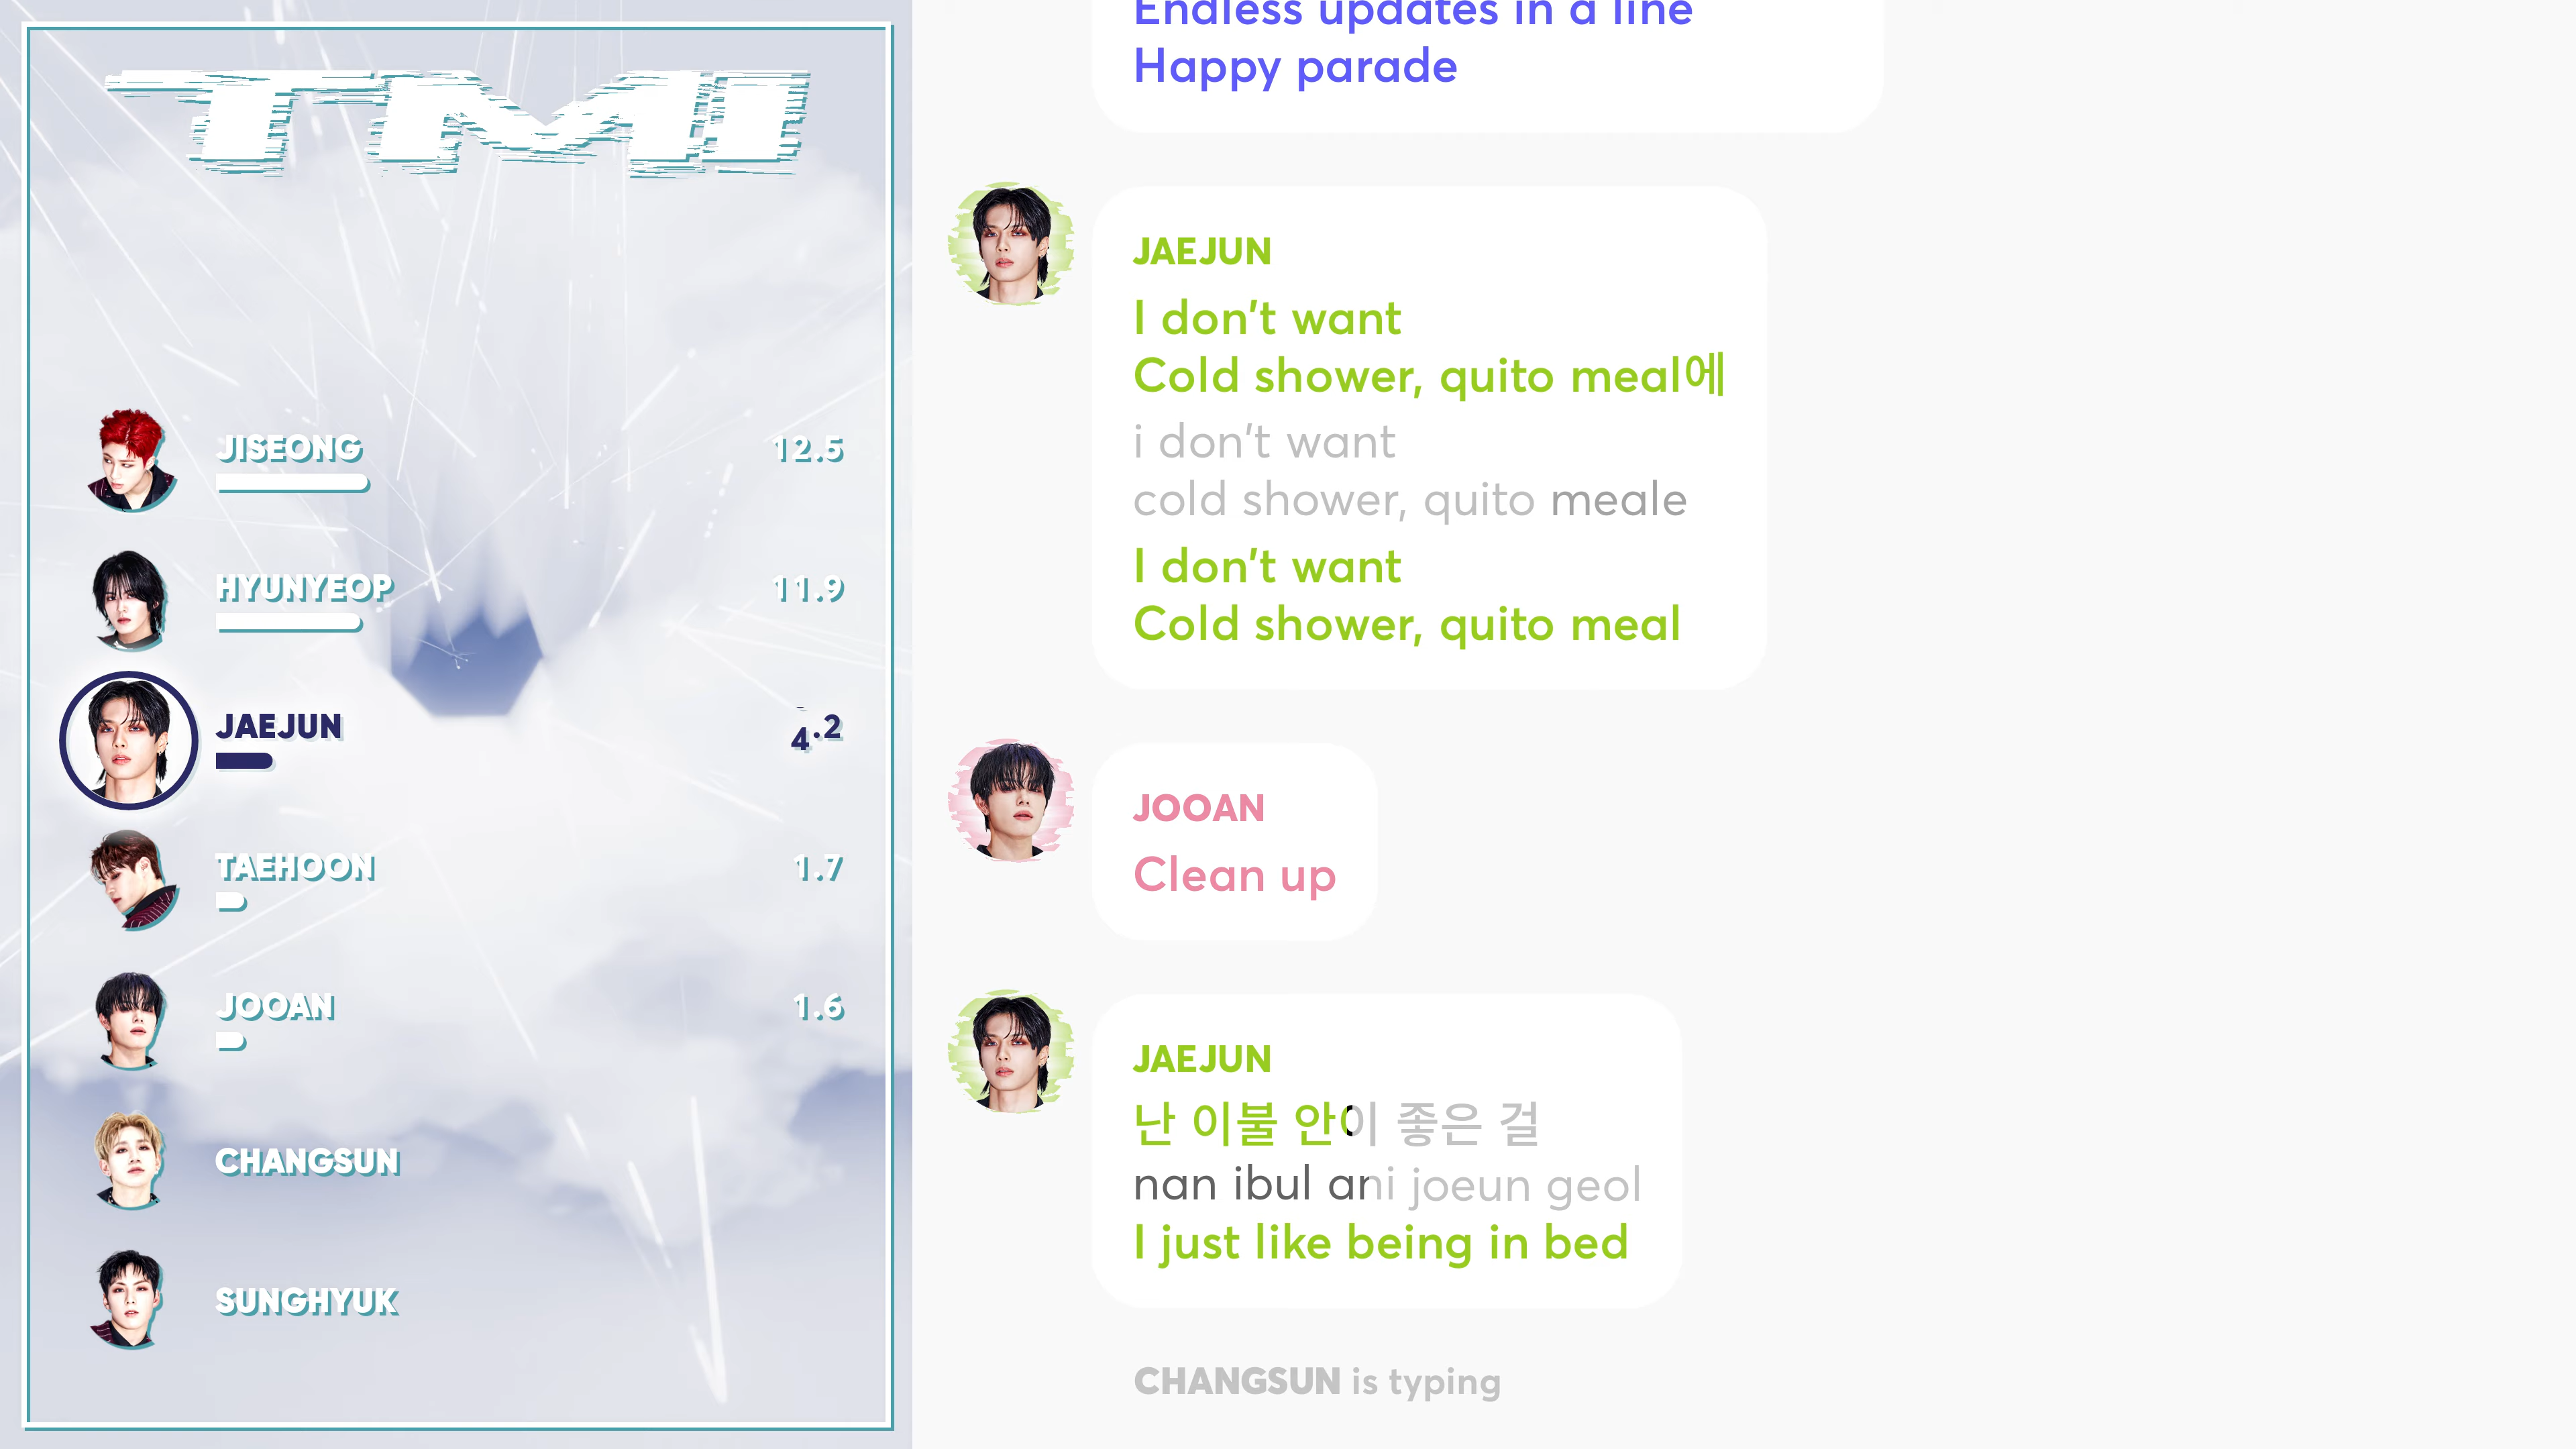 TMI
JISEONG 12.5
HYUNYEOP 11.9
JAEJUN 4.2
TAEHOON 1.7
JOOAN 1.6
CHANGSUN
SUNGHYUK
Endless updates in a line
Happy parade
JAEJUN
I don't want
Cold shower, quito meal에
i don't want
cold shower, quito meale
I don't want
Cold shower, quito meal
JOOAN
Clean up
JAEJUN
난 이불 안이 좋은 걸
nan ibul ani joeun geol
I just like being in bed
CHANGSUN is typing